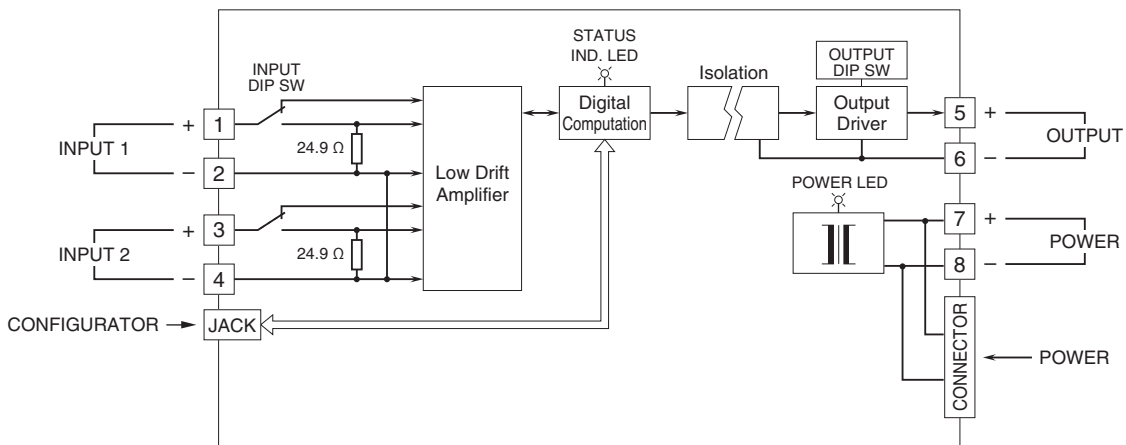 STATUS
IND. LED
INPUT
DIP SW
Isolation
OUTPUT
DIP SW
+ 1
INPUT 1
24.9 Ω
− 2
Low Drift
Amplifier
Digital
Computation
Output
Driver
5 +
OUTPUT
6 −
+ 3
INPUT 2
24.9 Ω
− 4
POWER LED
7 +
POWER
8 −
CONFIGURATOR
JACK
CONNECTOR
POWER